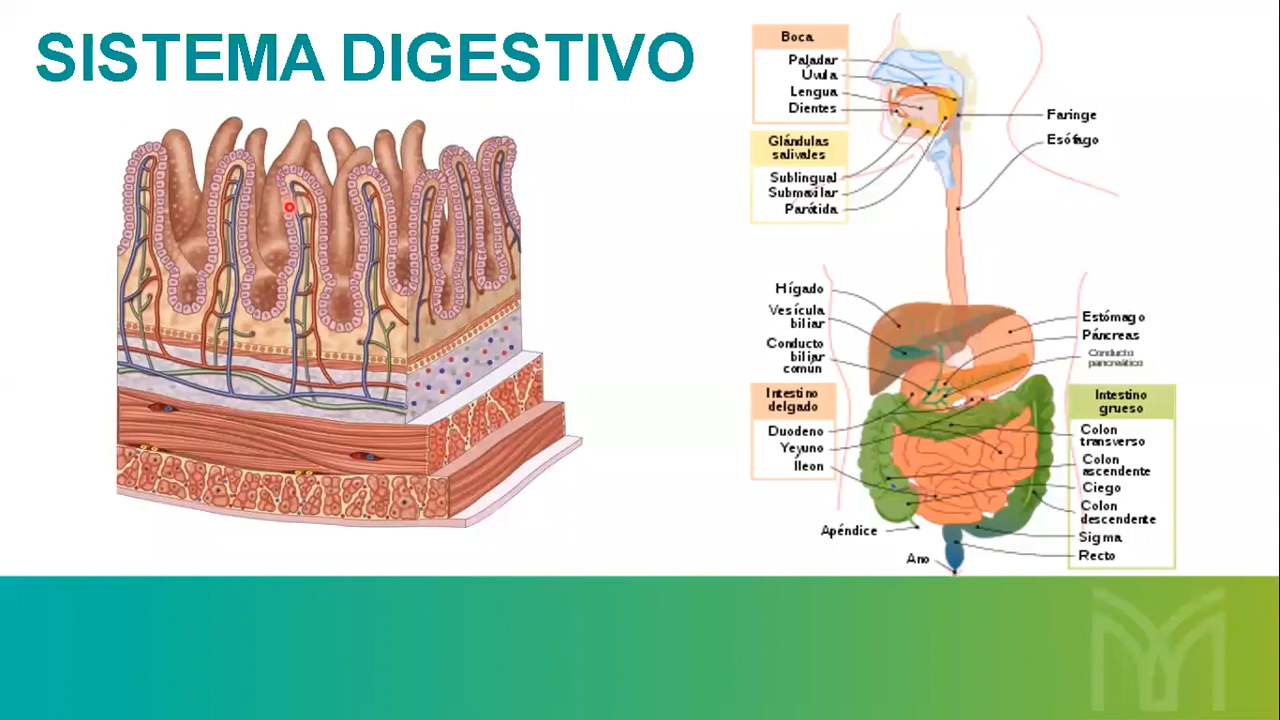 SISTEMA DIGESTIVO
Boca
Paladar
Úvula
Lengua
Dientes
Glándulas
salivales
Sublingual
Submaxilar
Parótida
Faringe
Esófago
Hígado
Vesícula
biliar
Conducto
biliar
común
Estómago
Páncreas
Conducto
pancreático
Intestino
delgado
Duodeno
Yeyuno
Íleon
Intestino
grueso
Colon
transverso
Colon
ascendente
Ciego
Colon
descendente
Sigma
Recto
Apéndice
Ano